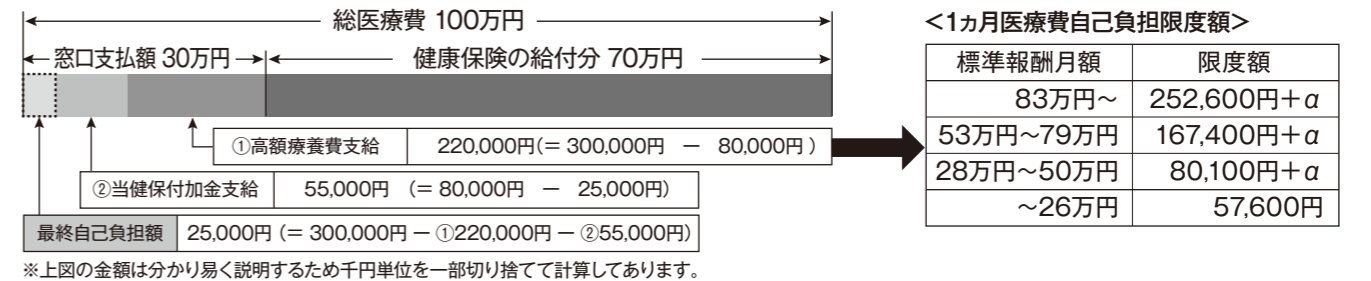 総医療費 100万円
窓口支払額 30万円
健康保険の給付分 70万円
①高額療養費支給 220,000円(= 300,000円 － 80,000円 )
②当健保付加金支給 55,000円 (= 80,000円 － 25,000円)
最終自己負担額 25,000円 (= 300,000円 － ①220,000円 － ②55,000円)
※上図の金額は分かり易く説明するため千円単位を一部切り捨てて計算してあります。
<1ヵ月医療費自己負担限度額>
標準報酬月額 限度額
83万円〜 252,600円＋α
53万円〜79万円 167,400円＋α
28万円〜50万円 80,100円＋α
〜26万円 57,600円